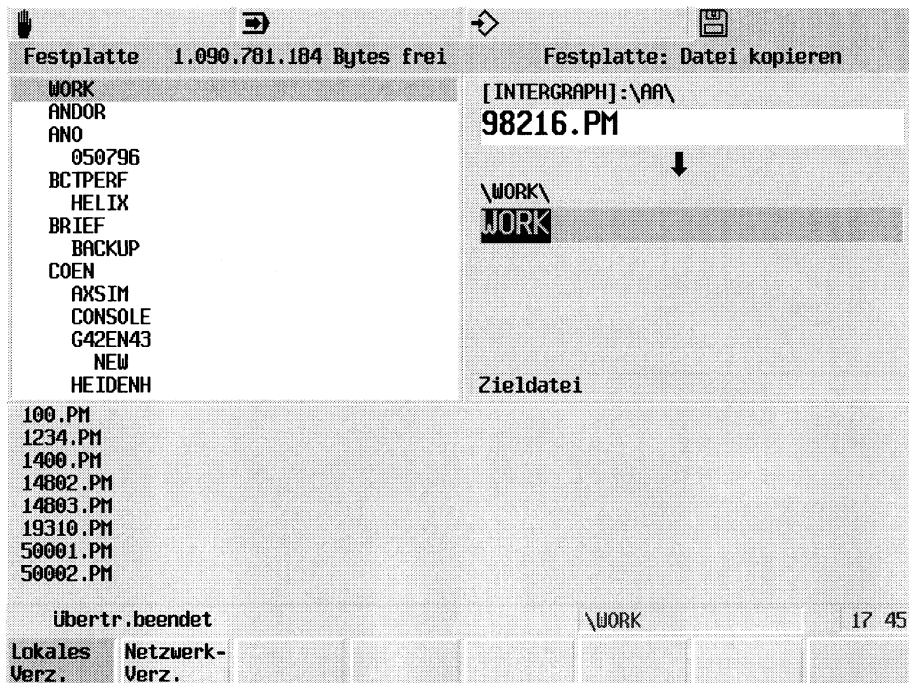 Festplatte 1.090.781.184 Bytes frei
Festplatte: Datei kopieren
WORK
ANDOR
ANO
050796
BCTPERF
HELIX
BRIEF
BACKUP
COEN
AXSIM
CONSOLE
G42EN43
NEW
HEIDENH
[INTERGRAPH]:\AA\
98216.PM
\WORK\
WORK
Zieldatei
100.PM
1234.PM
1400.PM
14802.PM
14803.PM
19310.PM
50001.PM
50002.PM
übertr.beendet \WORK 17 45
Lokales Verz.
Netzwerk-
Verz.